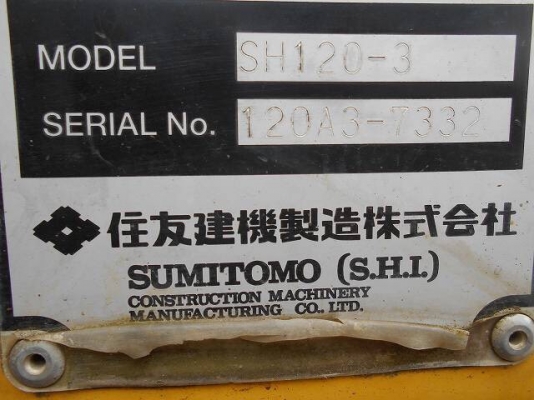 MODEL SH120-3
SERIAL No. 120A3-7332
住友建機製造株式会社
SUMITOMO (S.H.I.)
CONSTRUCTION MACHINERY
MANUFACTURING CO., LTD.